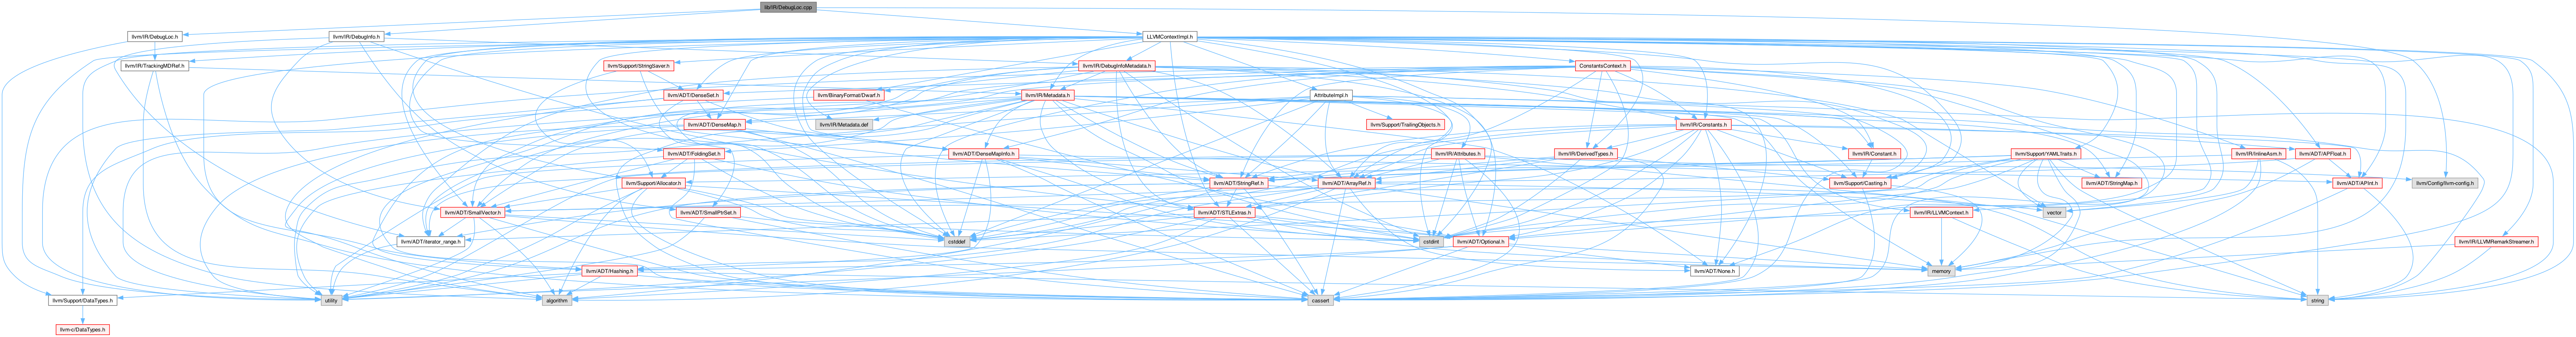 lib/IR/DebugLoc.cpp
llvm/IR/DebugLoc.h
llvm/IR/DebugInfo.h
LLVMContextImpl.h
llvm/IR/TrackingMDRef.h
llvm/Support/StringSaver.h
llvm/IR/DebugInfoMetadata.h
ConstantsContext.h
llvm/ADT/DenseSet.h
llvm/BinaryFormat/Dwarf.h
llvm/IR/Metadata.h
AttributeImpl.h
llvm/ADT/DenseMap.h
llvm/IR/Metadata.def
llvm/Support/TrailingObjects.h
llvm/IR/Constants.h
llvm/ADT/FoldingSet.h
llvm/ADT/DenseMapInfo.h
llvm/IR/Attributes.h
llvm/IR/DerivedTypes.h
llvm/IR/Constant.h
llvm/Support/YAMLTraits.h
llvm/IR/InlineAsm.h
llvm/ADT/APFloat.h
llvm/Support/Allocator.h
llvm/ADT/StringRef.h
llvm/ADT/ArrayRef.h
llvm/Support/Casting.h
llvm/ADT/StringMap.h
llvm/ADT/APInt.h
llvm/Config/llvm-config.h
llvm/ADT/SmallVector.h
llvm/ADT/SmallPtrSet.h
llvm/ADT/STLExtras.h
llvm/IR/LLVMContext.h
vector
llvm/ADT/iterator_range.h
cstddef
cstdint
llvm/ADT/Optional.h
llvm/IR/LLVMRemarkStreamer.h
llvm/ADT/Hashing.h
llvm/ADT/None.h
memory
llvm/Support/DataTypes.h
utility
algorithm
cassert
string
llvm-c/DataTypes.h